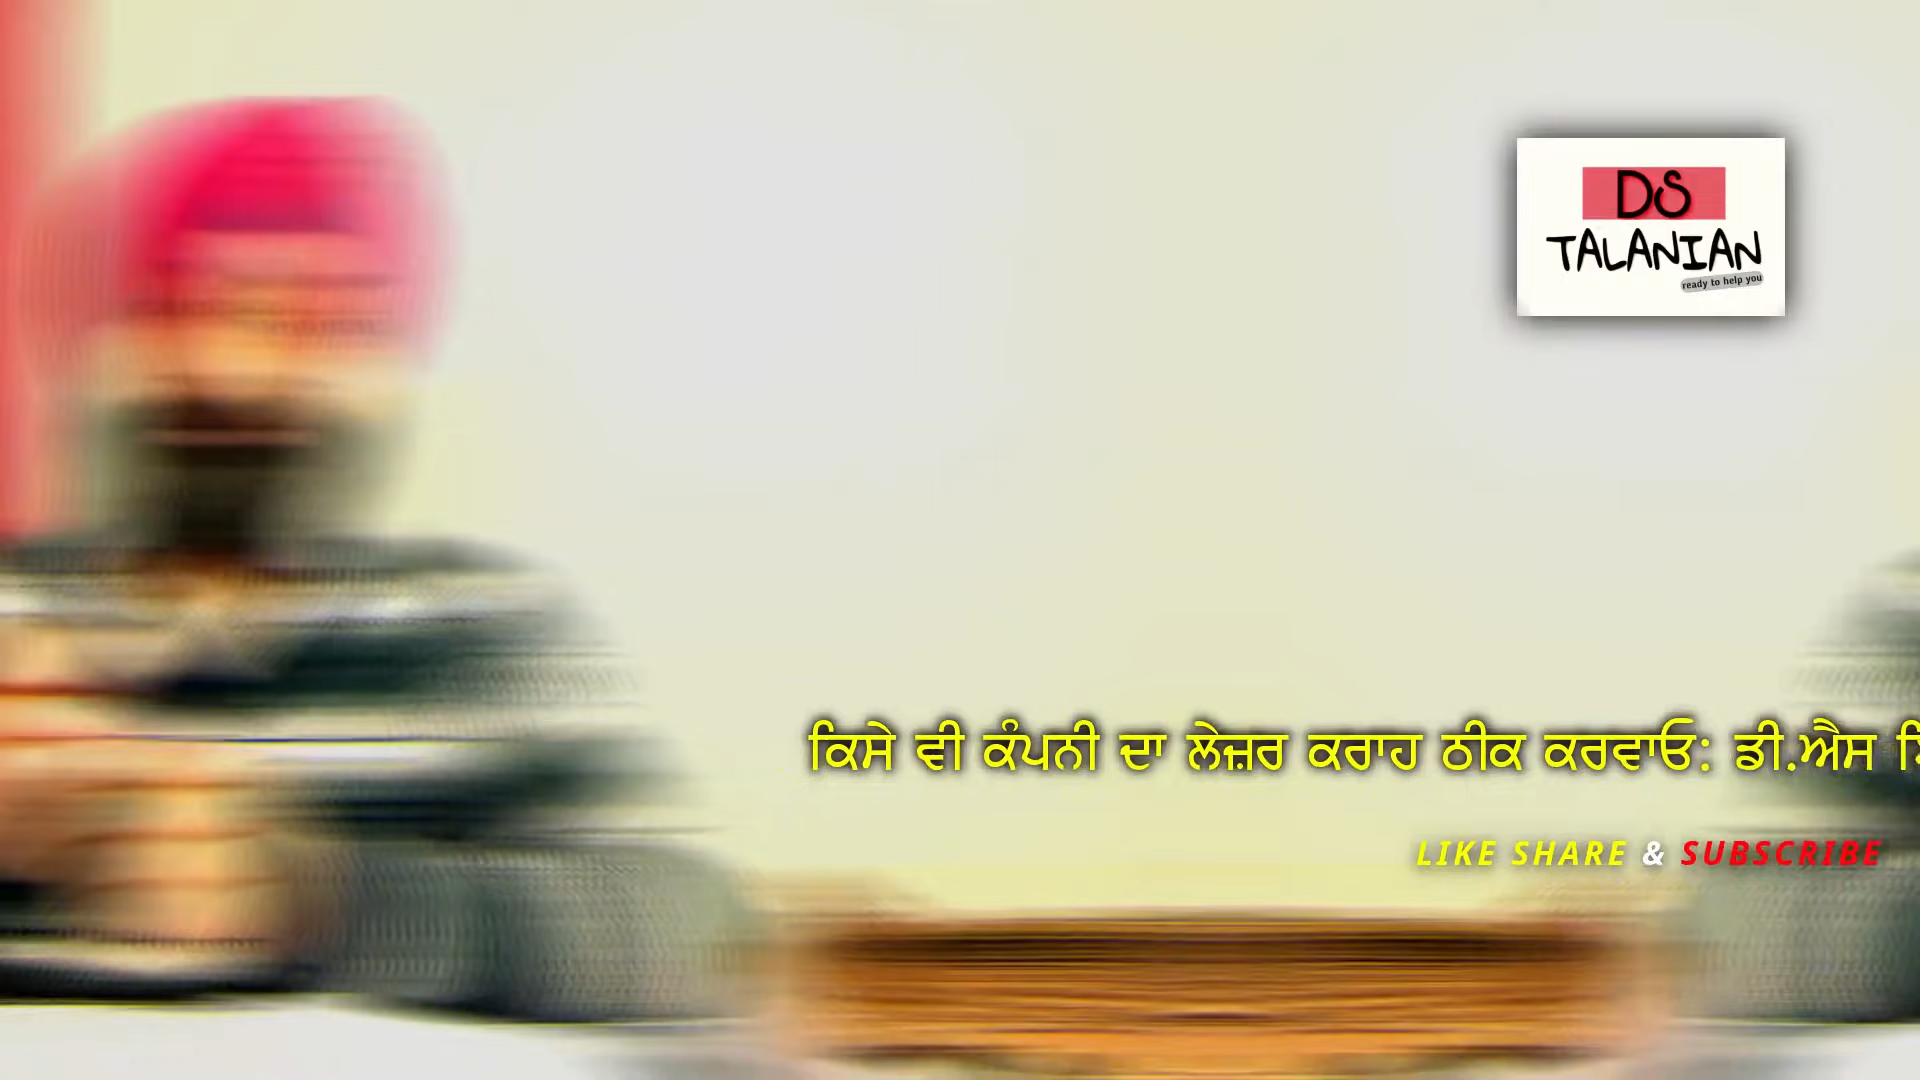 DS
TALANIAN
ready to help you
ਕਿਸੇ ਵੀ ਕੰਪਨੀ ਦਾ ਲੇਜ਼ਰ ਕਰਾਹ ਠੀਕ ਕਰਵਾਓ: ਡੀ.ਐਸ
LIKE SHARE & SUBSCRIBE